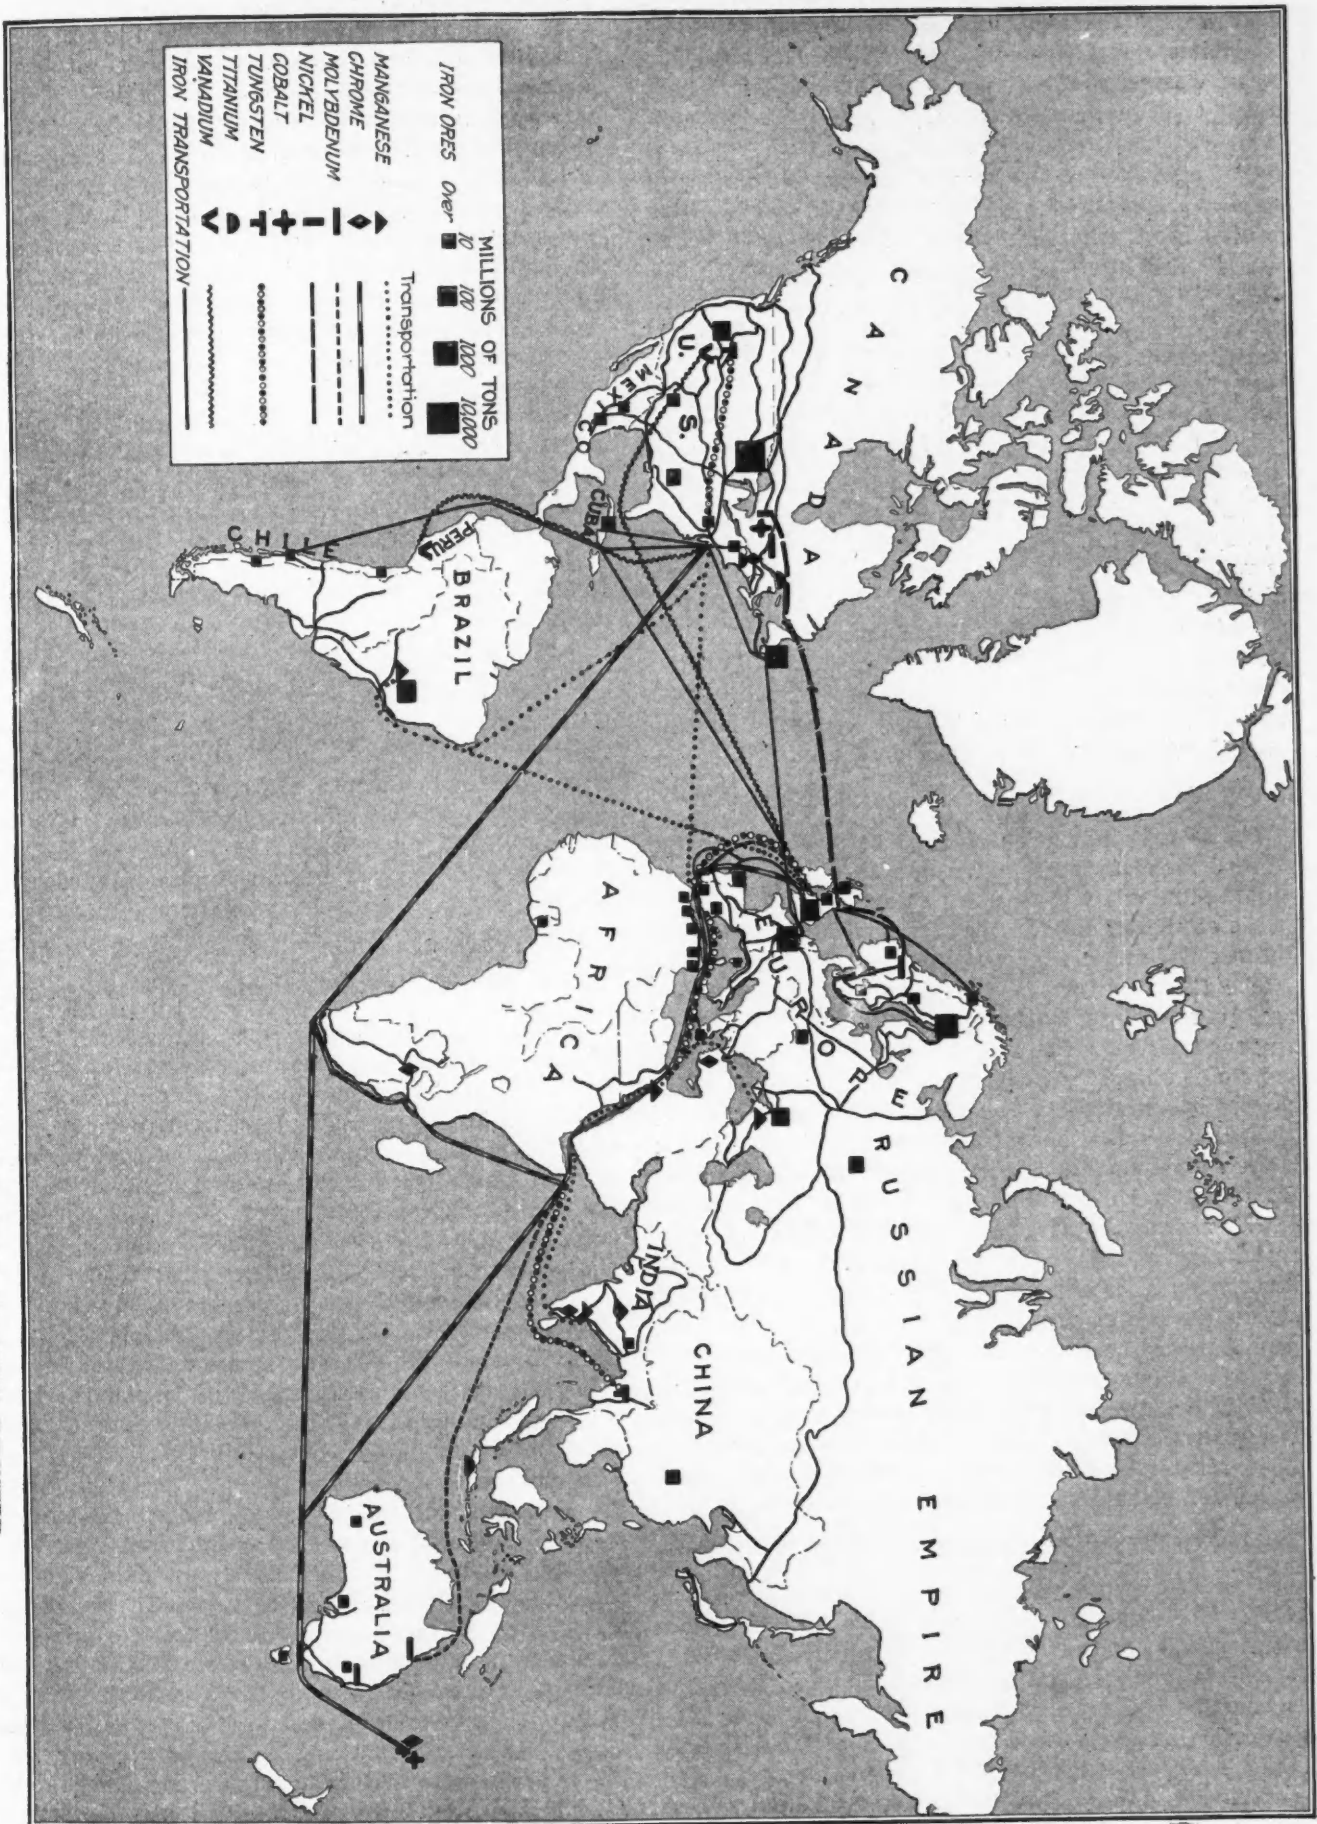 CANADA
U. S.
MEXICO
CUBA
PERU
BRAZIL
CHILE
EUROPE
AFRICA
RUSSIAN EMPIRE
INDIA
CHINA
AUSTRALIA
MILLIONS OF TONS
IRON ORES Over 10 100 1000 10,000
Transportation
MANGANESE
CHROME
MOLYBDENUM
NICKEL
COBALT
TUNGSTEN
TITANIUM
VANADIUM
IRON TRANSPORTATION